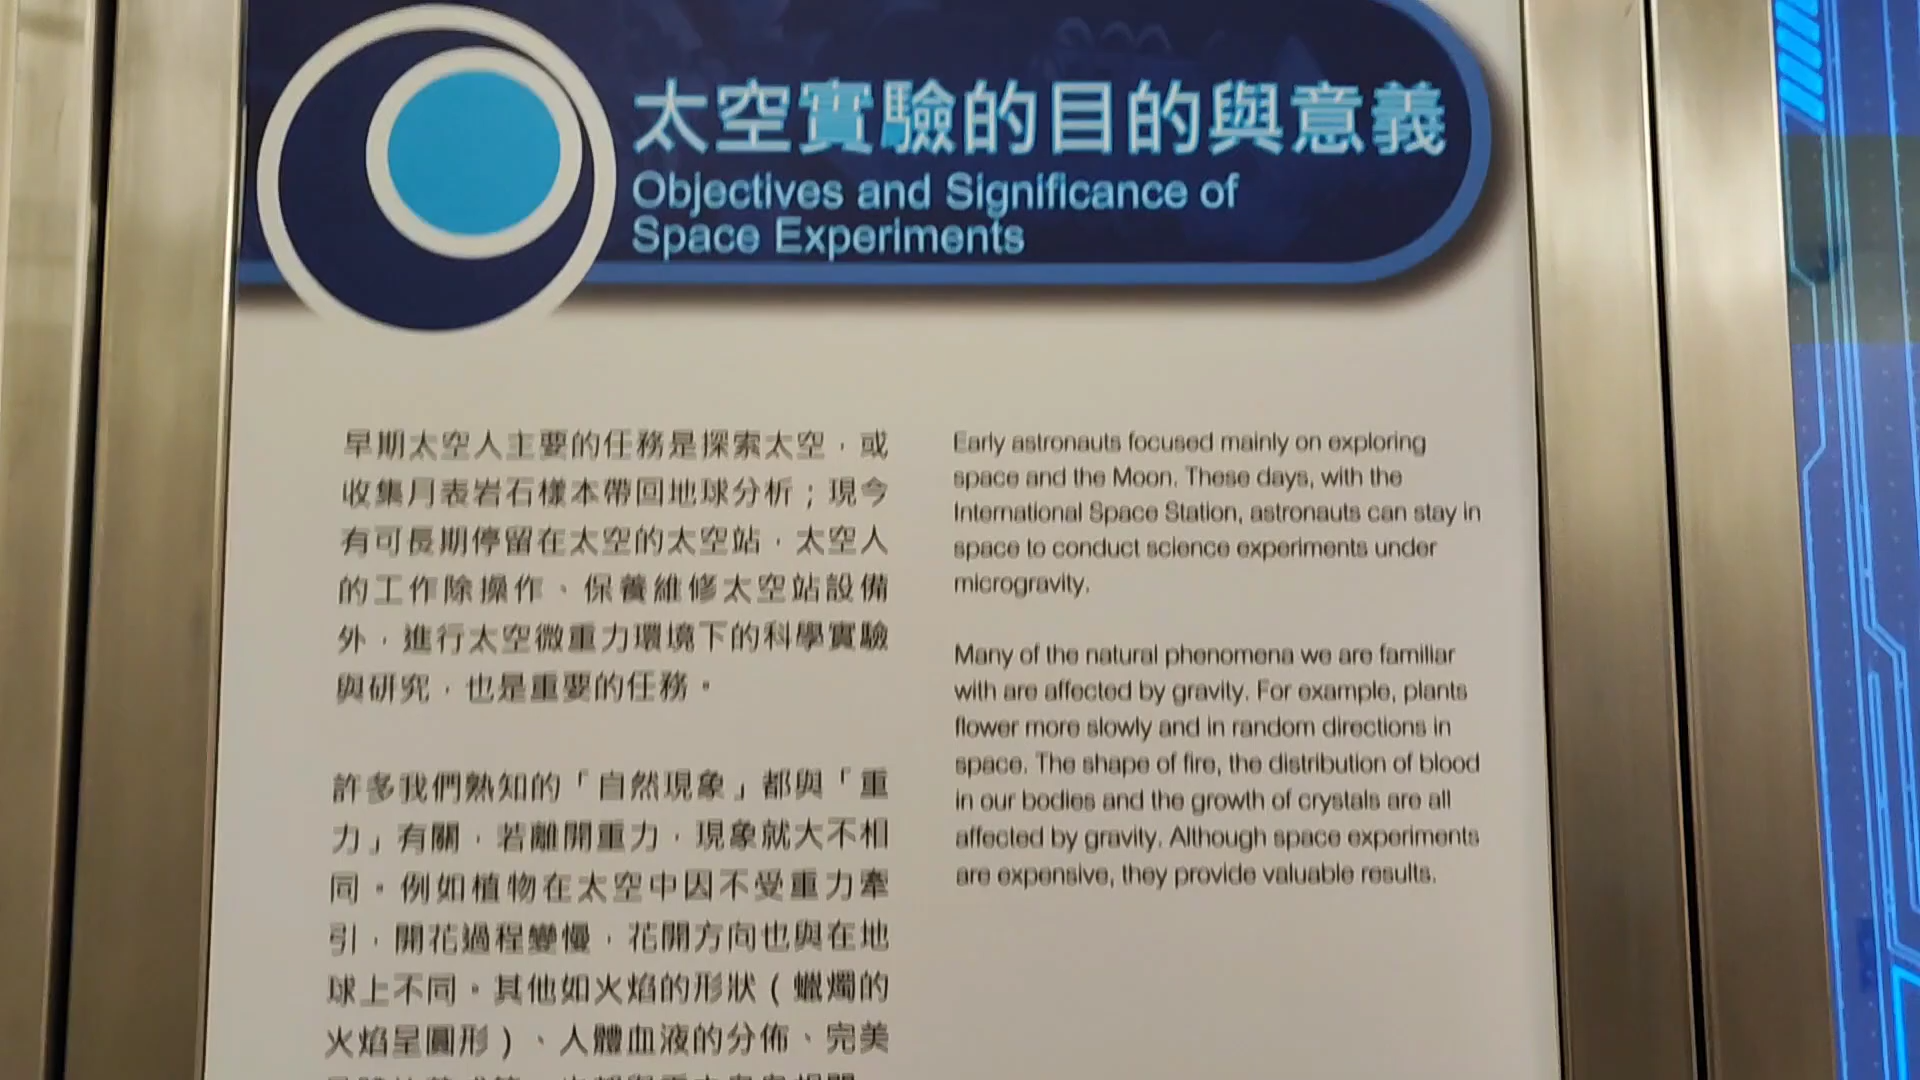 太空實驗的目的與意義
Objectives and Significance of
Space Experiments
早期太空人主要的任務是探索太空，或
收集月表岩石樣本帶回地球分析；現今
有可長期停留在太空的太空站，太空人
的工作除操作、保養維修太空站設備
外，進行太空微重力環境下的科學實驗
與研究，也是重要的任務。
許多我們熟知的「自然現象」都與「重
力」有關，若離開重力，現象就大不相
同。例如植物在太空中因不受重力牽
引，開花過程變慢，花開方向也與在地
球上不同。其他如火焰的形狀（蠟燭的
火焰呈圓形）、人體血液的分佈、完美
Early astronauts focused mainly on exploring
space and the Moon. These days, with the
International Space Station, astronauts can stay in
space to conduct science experiments under
microgravity.
Many of the natural phenomena we are familiar
with are affected by gravity. For example, plants
flower more slowly and in random directions in
space. The shape of fire, the distribution of blood
in our bodies and the growth of crystals are all
affected by gravity. Although space experiments
are expensive, they provide valuable results.